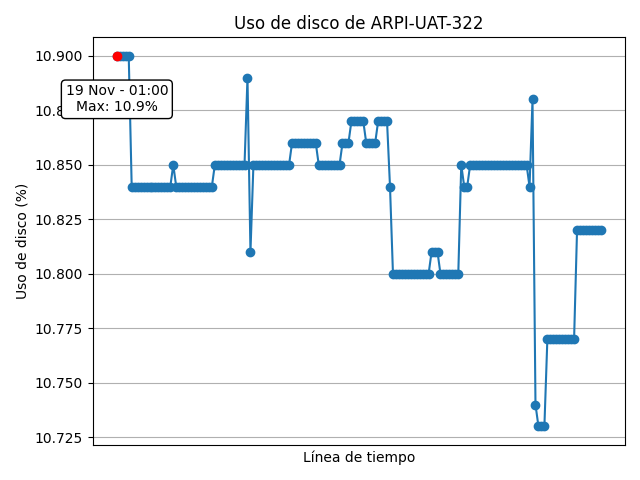 Uso de disco de ARPI-UAT-322
10.900
19 Nov - 01:00
Max: 10.9%
10.850
10.825
10.800
10.775
10.750
10.725
Uso de disco (%)
Línea de tiempo